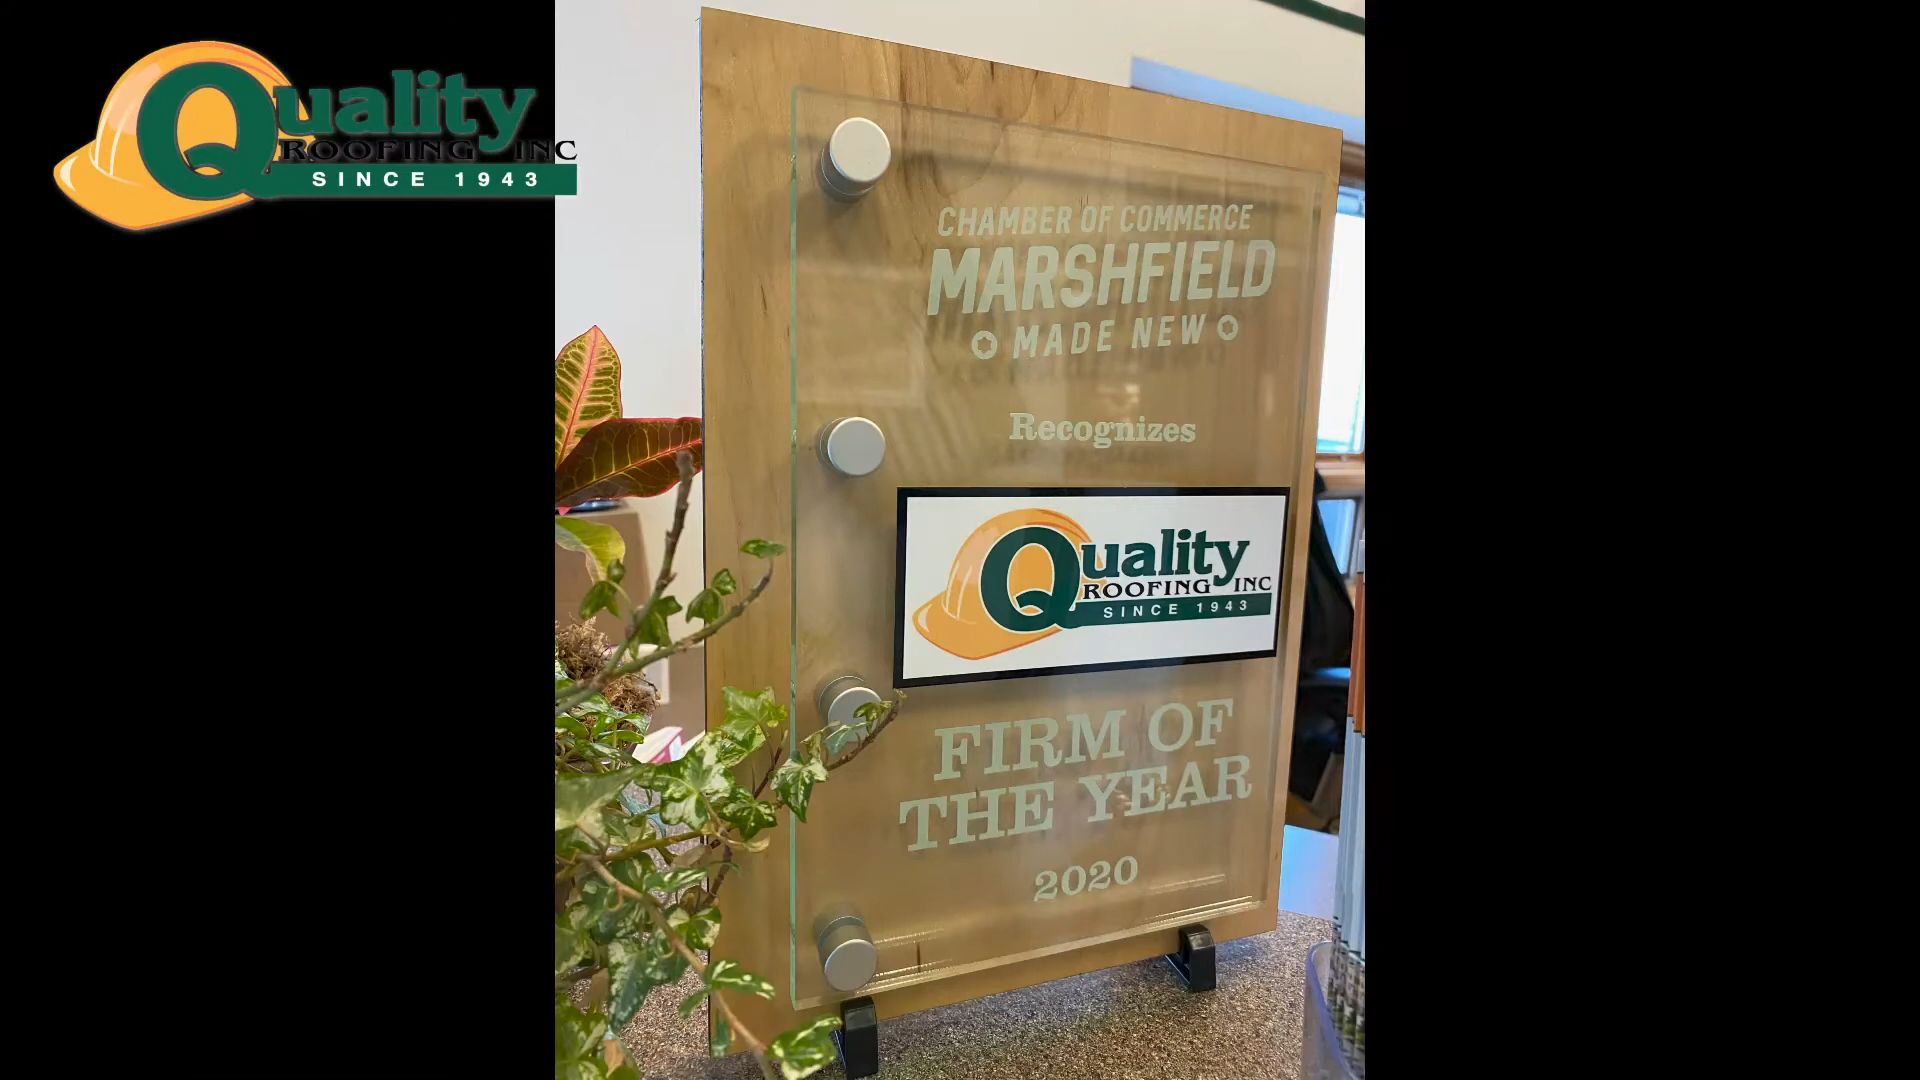 Quality
ROOFING INC
SINCE 1943
CHAMBER OF COMMERCE
MARSHFIELD
MADE NEW
Recognizes
Quality
ROOFING INC
SINCE 1943
FIRM OF
THE YEAR
2020